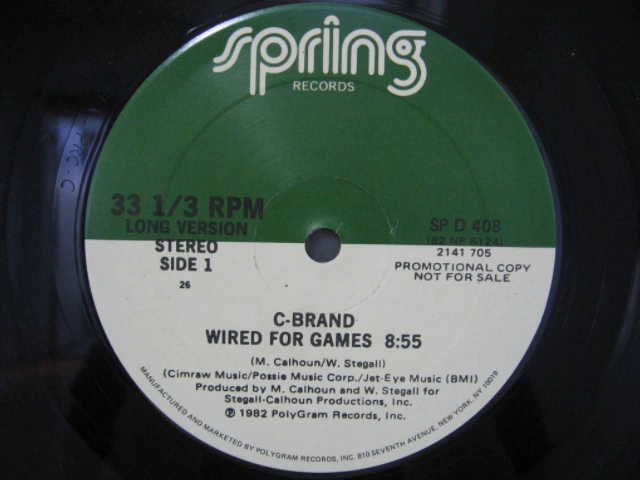 spring
RECORDS
33 1/3 RPM
LONG VERSION
STEREO
SIDE 1
26
SP D 408
(82 NP 6124)
2141 705
PROMOTIONAL COPY
NOT FOR SALE
C-BRAND
WIRED FOR GAMES 8:55
(M. Calhoun/W. Stegall)
(Cimraw Music/Possie Music Corp./Jet-Eye Music (BMI)
Produced by M. Calhoun and W. Stegall for
Stegall-Calhoun Productions, Inc.
℗ 1982 PolyGram Records, Inc.
MANUFACTURED AND MARKETED BY POLYGRAM RECORDS, INC. 810 SEVENTH AVENUE, NEW YORK, NY 10019